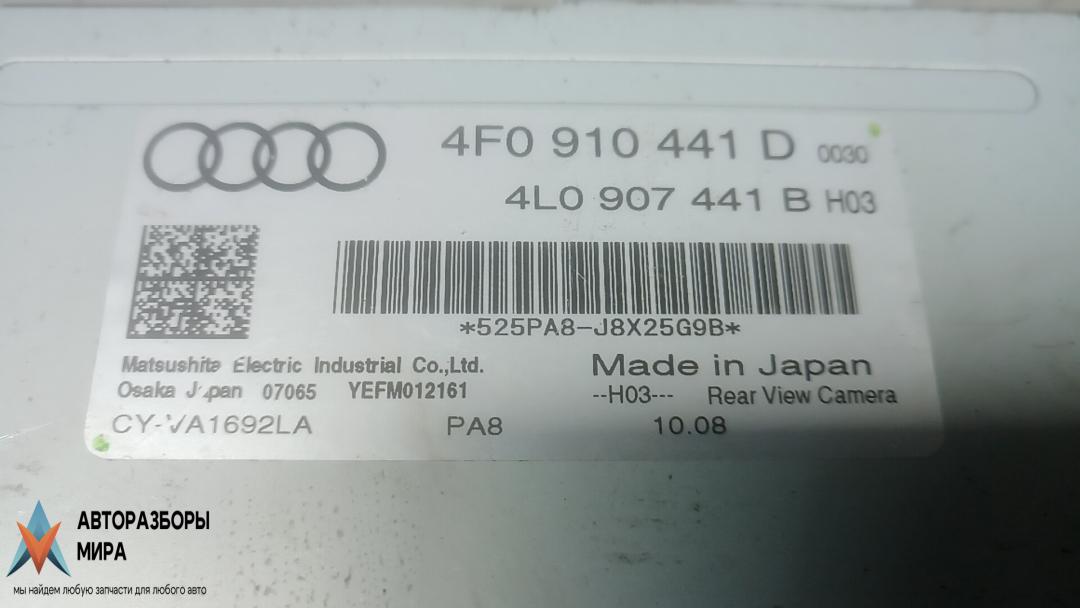 4F0 910 441 D 0030
4L0 907 441 B H03
*525PA8-J8X25G9B*
Matsushita Electric Industrial Co.,Ltd.
Made in Japan
Osaka Japan 07065 YEFM012161
--H03--- Rear View Camera
CY-VA1692LA PA8 10.08
АВТОРАЗБОРЫ
МИРА
мы найдем любую запчасти для любого авто